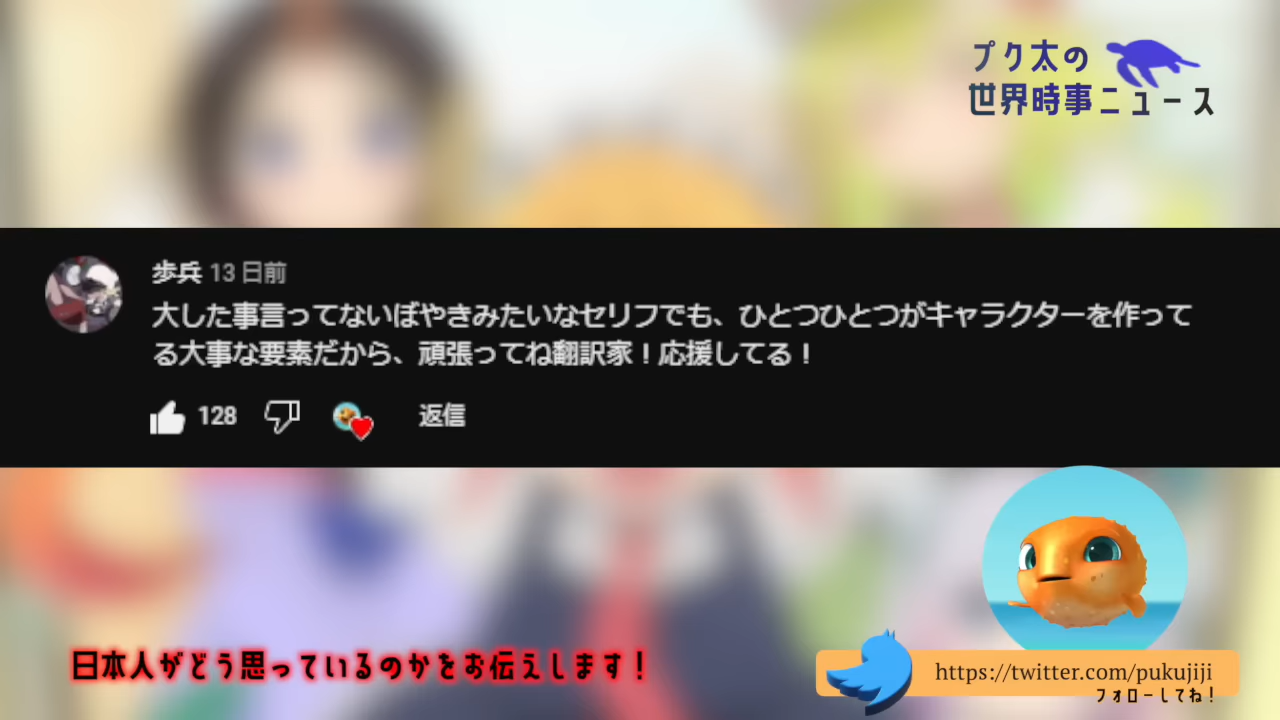 プク太の
世界時事ニュース
歩兵 13 日前
大した事言ってないぼやきみたいなセリフでも、ひとつひとつがキャラクターを作って
る大事な要素だから、頑張ってね翻訳家！応援してる！
128 返信
日本人がどう思っているのかをお伝えします！
https://twitter.com/pukujiji
フォローしてね！